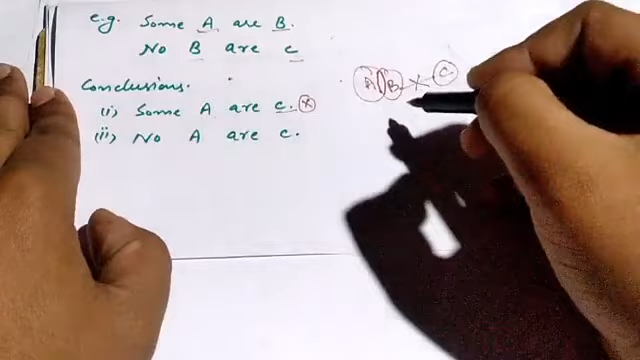 e.g. Some A are B.
No B are c
Conclusions.
(i) Some A are c. x
(ii) No A are c.
A B x C